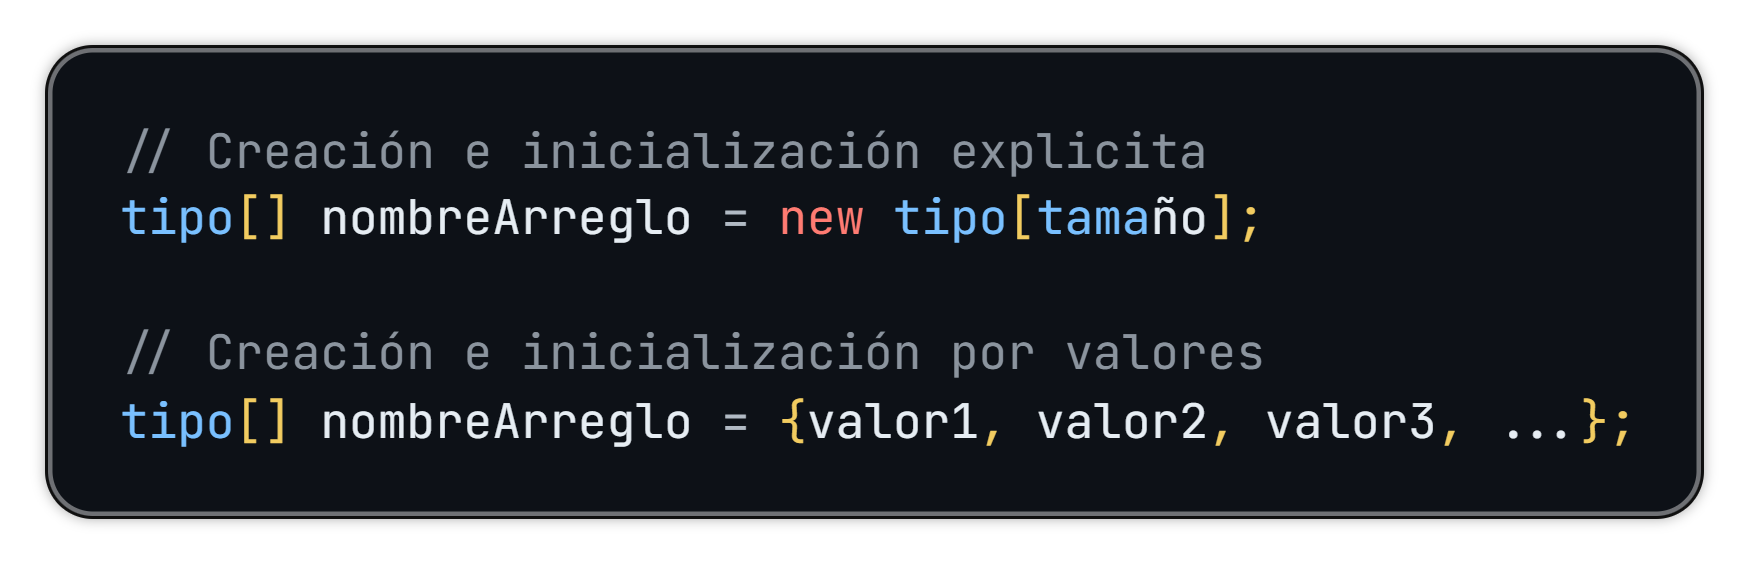 // Creación e inicialización explicita
tipo[] nombreArreglo = new tipo[tamaño];
// Creación e inicialización por valores
tipo[] nombreArreglo = {valor1, valor2, valor3, ...};